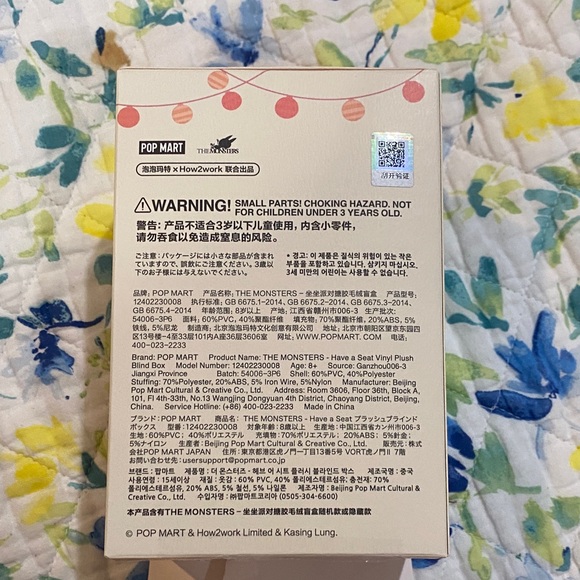 POP MART THE MONSTERS
泡泡玛特 x How2work 联合出品
刮开验证
WARNING! SMALL PARTS! CHOKING HAZARD. NOT
FOR CHILDREN UNDER 3 YEARS OLD.
警告: 产品不适合3岁以下儿童使用，内含小零件，
请勿吞食以免造成窒息的风险。
ご注意：パッケージには小さな部品が含まれ
ていますので、誤飲にご注意ください。3歳以
下のお子様には与えないでください。
• 경고: 이 제품은 질식의 위험이 있는 작은
부품을 포함하고 있습니다. 삼키지 마십시오.
3세 미만의 어린이는 사용할 수 없습니다.
品牌: POP MART 产品名称: THE MONSTERS – 坐坐派对搪胶毛绒盲盒 产品型号:
12402230008 执行标准: GB 6675.1–2014, GB 6675.2–2014, GB 6675.3–2014,
GB 6675.4–2014 年龄范围: 8岁以上 产地: 江西省赣州市006-3 生产批次:
54006-3P6 面料: 60%PVC, 40%聚酯纤维 填充物: 70%聚酯纤维, 20%ABS, 5%
铁线, 5%尼龙 制造商: 北京泡泡玛特文化创意有限公司 地址: 北京市朝阳区望京东园四
区13号楼-4至33层101内A座36层3606室 网址: WWW.POPMART.COM 电话:
400-023-2233
Brand: POP MART Product Name: THE MONSTERS - Have a Seat Vinyl Plush
Blind Box Model Number: 12402230008 Age: 8+ Source: Ganzhou006-3
Jiangxi Province Batch: 54006-3P6 Shell: 60%PVC, 40%Polyester
Stuffing: 70%Polyester, 20%ABS, 5% Iron Wire, 5%Nylon Manufacturer: Beijing
Pop Mart Cultural & Creative Co., Ltd. Address: Room 3606, Floor 36th, Block A,
101, Fl 4th-33th, No.13 Wangjing Dongyuan 4th District, Chaoyang District, Beijing,
China. Service Hotline: (+86) 400-023-2233 Made in China
ブランド: POP MART 商品名: THE MONSTERS - Have a Seat プラッシュブラインド
ボックス 型番: 12402230008 対象年齢: 8歳以上 生産地: 中国江西省贛州市006-3
生地: 60%PVC, 40%ポリエステル 充填物: 70%ポリエステル, 20%ABS; 5%針金;
5%ナイロン 生産者: Beijing Pop Mart Cultural & Creative Co., Ltd. 販売元: 株式会
社POP MART JAPAN 住所: 東京都港区虎ノ門一丁目13番5号 VORT虎ノ門II 7階
お問い合わせ先: usersupport@popmart.co.jp
브랜드: 팝마트 제품명: 더 몬스터즈 - 해브 어 시트 플러시 블라인드 박스 제조국명: 중국
사용연령: 15세이상 재질: 겉감: 60% PVC, 40% 폴리에스테르섬유; 충전재: 70%
폴리에스테르섬유, 20% ABS, 5% 철선, 5% 나일론 제조자명: Beijing Pop Mart Cultural &
Creative Co., Ltd. 수입자명: ㈜팝마트코리아 (0505-304-6600)
本产品含有THE MONSTERS - 坐坐派对搪胶毛绒盲盒随机款或隐藏款
© POP MART & How2work Limited & Kasing Lung.